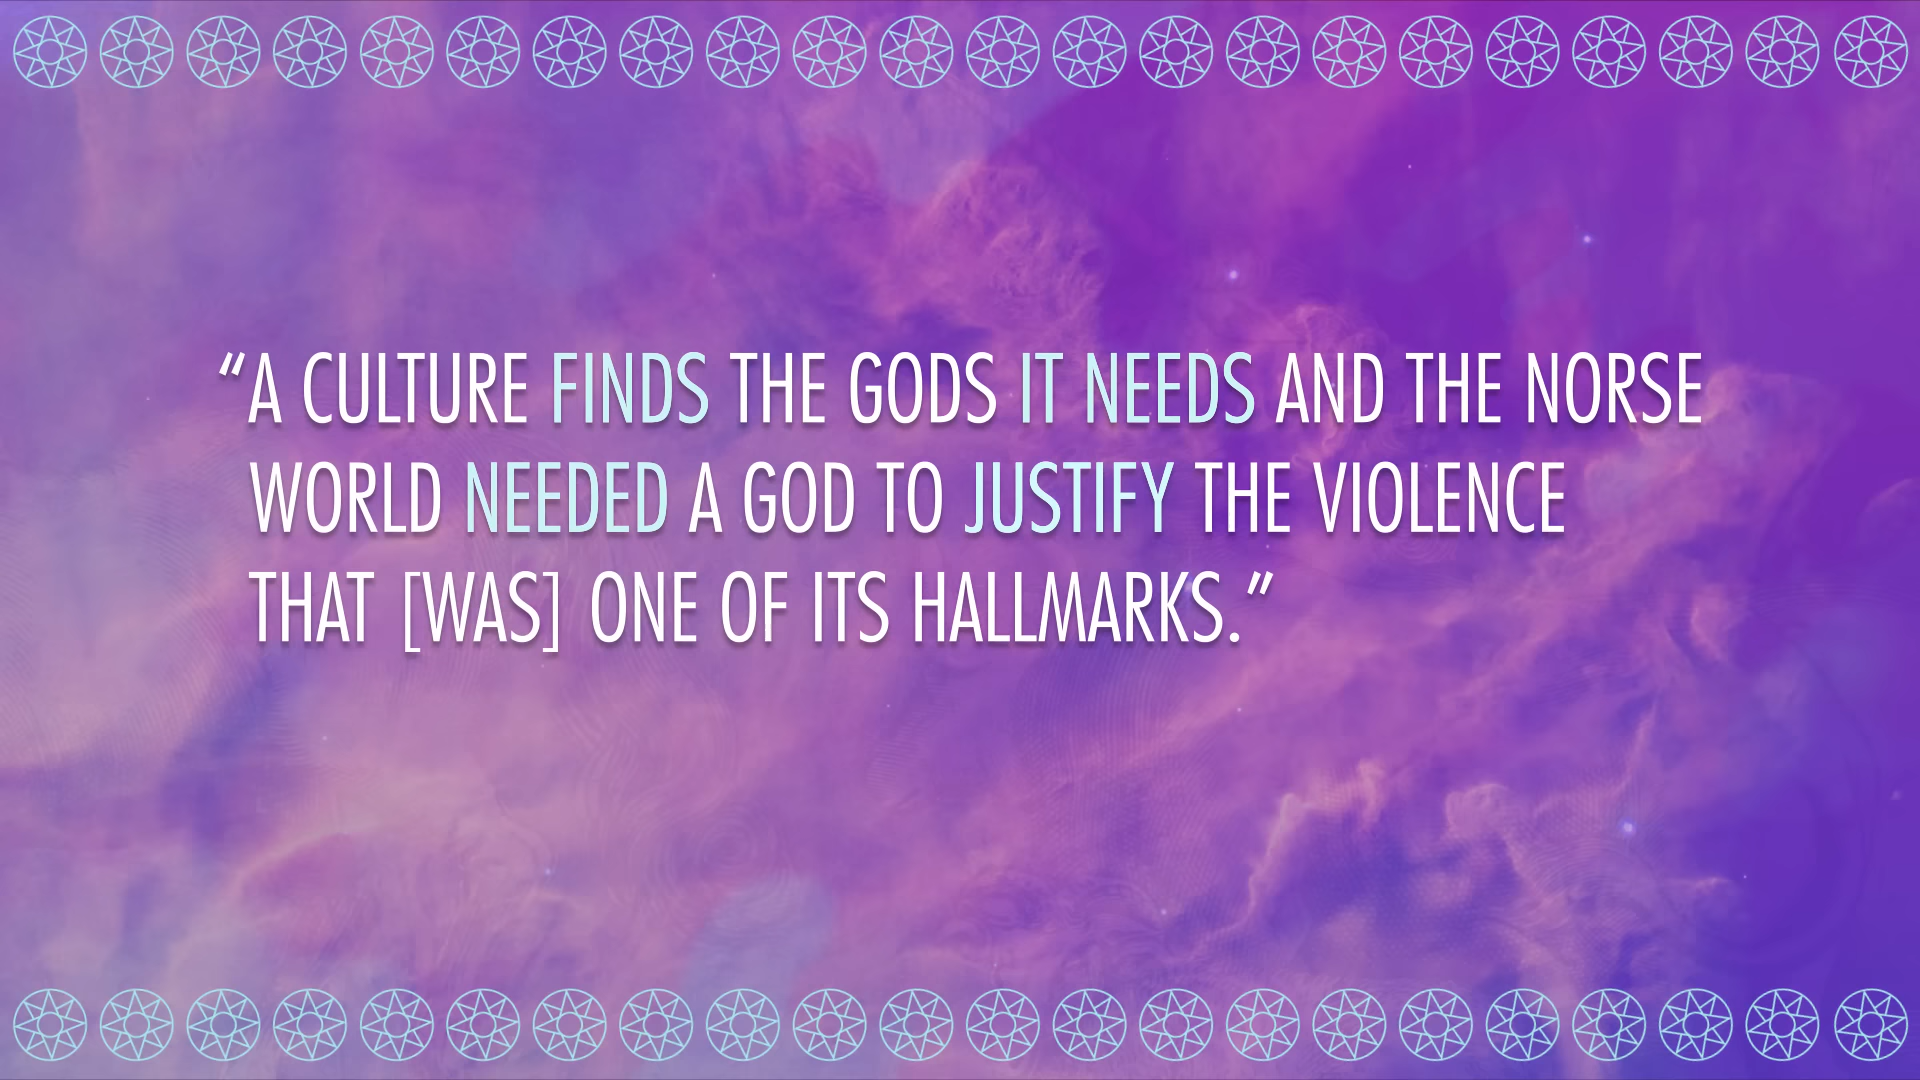 “A CULTURE FINDS THE GODS IT NEEDS AND THE NORSE
WORLD NEEDED A GOD TO JUSTIFY THE VIOLENCE
THAT [WAS] ONE OF ITS HALLMARKS.”